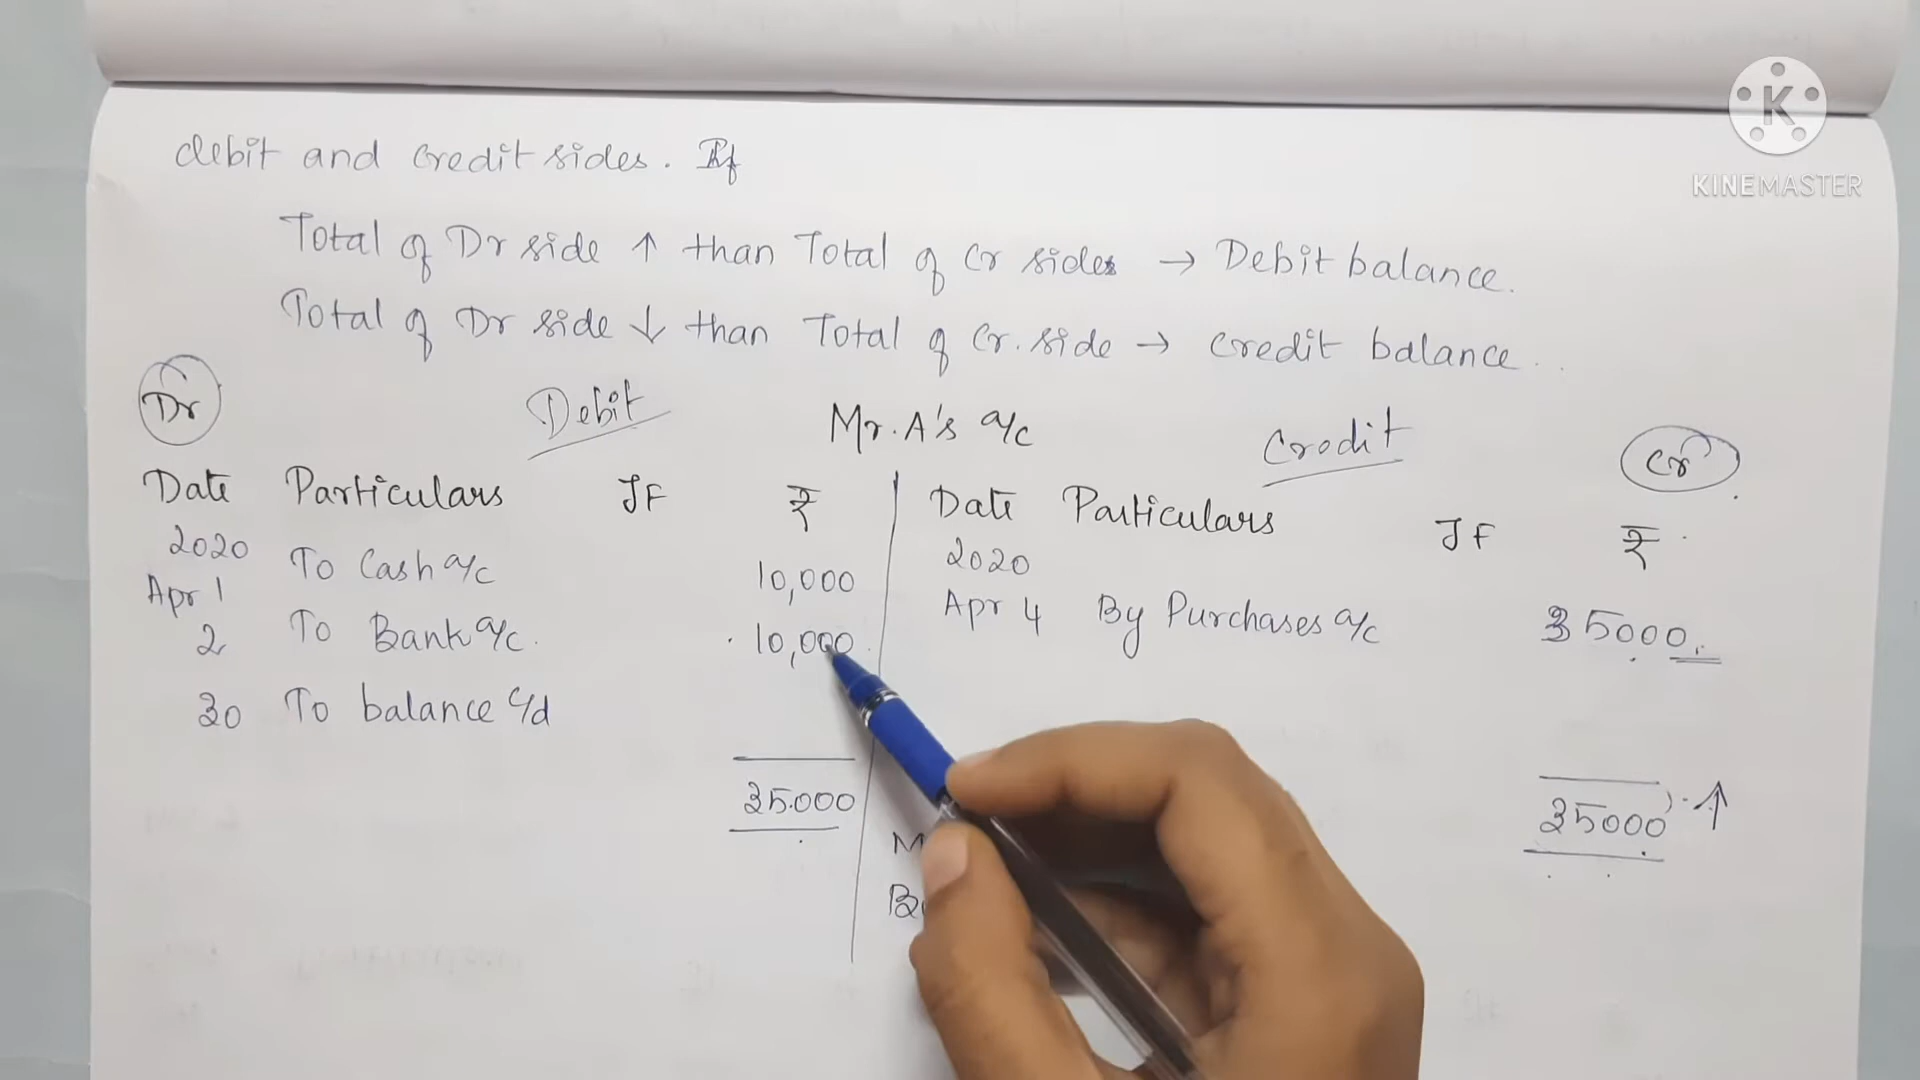 debit and credit sides. If
Total of Dr side ↑ than Total of Cr sides → Debit balance.
Total of Dr side ↓ than Total of Cr. side → credit balance..
Dr Debit Mr. A's a/c Credit Cr
Date Particulars JF ₹ Date Particulars JF ₹
2020 To Cash a/c 10,000 2020
Apr 1 Apr 4 By Purchases a/c 35000
2 To Bank a/c. 10,000
30 To balance c/d
35.000 35000 ↑
KINEMASTER